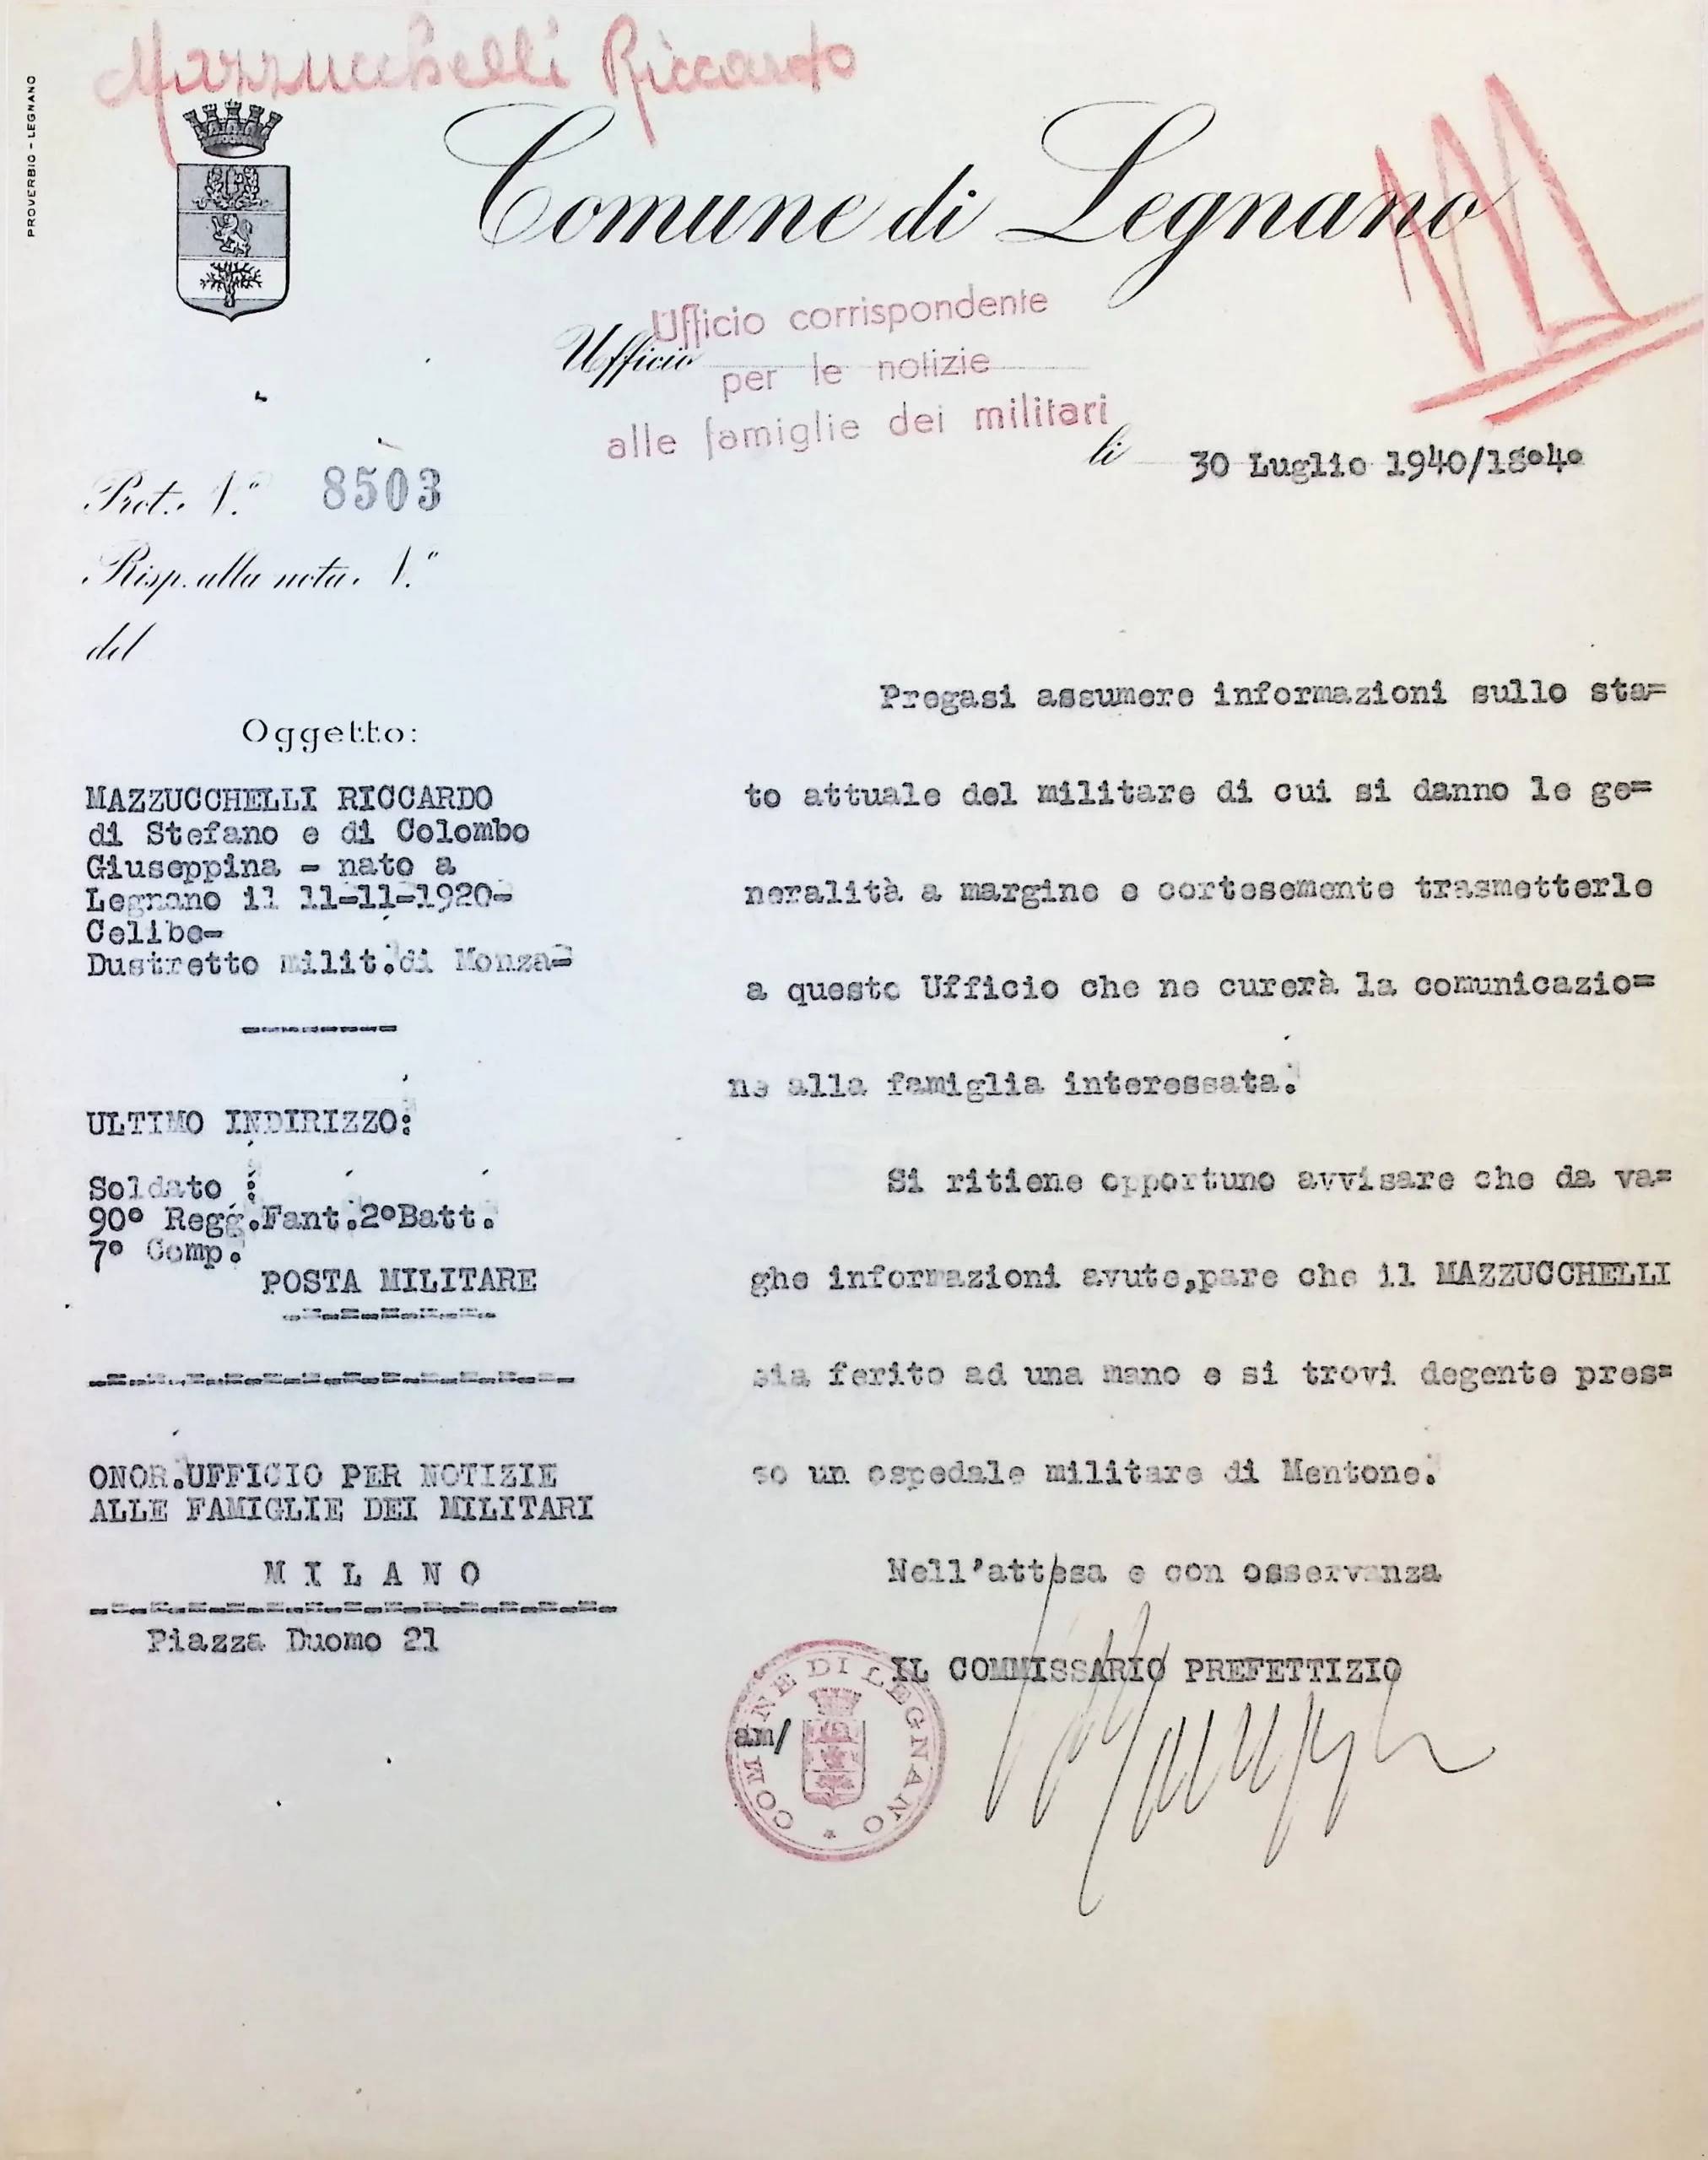 Mazzucchelli Riccardo
PROVERBIO - LEGNANO
Comune di Legnano
Ufficio
Ufficio corrispondente
per le notizie
alle famiglie dei militari
li 30 Luglio 1940/18°4°
Prot. N.° 8503
Risp. alla nota N.°
del
Oggetto:
MAZZUCCHELLI RICCARDO
di Stefano e di Colombo
Giuseppina - nato a
Legnano il 11-11-1920-
Celibe-
Dustretto milit.di Monza-
-----------
ULTIMO INDIRIZZO:
Soldato :
90° Regg.Fant.2°Batt.
7° Comp.
POSTA MILITARE
-=-=-=-=-=-=-
-=-=-=-=-=-=-=-=-=-=-=-=-
ONOR.UFFICIO PER NOTIZIE
ALLE FAMIGLIE DEI MILITARI
M I L A N O
-=-=-=-=-=-=-=-=-=-=-=-=-=-
Piazza Duomo 21
Pregasi assumere informazioni sullo sta=
to attuale del militare di cui si danno le ge=
neralità a margine e cortesemente trasmetterle
a questo Ufficio che ne curerà la comunicazio=
ne alla famiglia interessata.
Si ritiene opportuno avvisare che da va=
ghe informazioni avute,pare che il MAZZUCCHELLI
sia ferito ad una mano e si trovi degente pres=
so un ospedale militare di Mentone.
Nell'attesa e con osservanza
IL COMMISSARIO PREFETTIZIO
am/
COMUNE DI LEGNANO